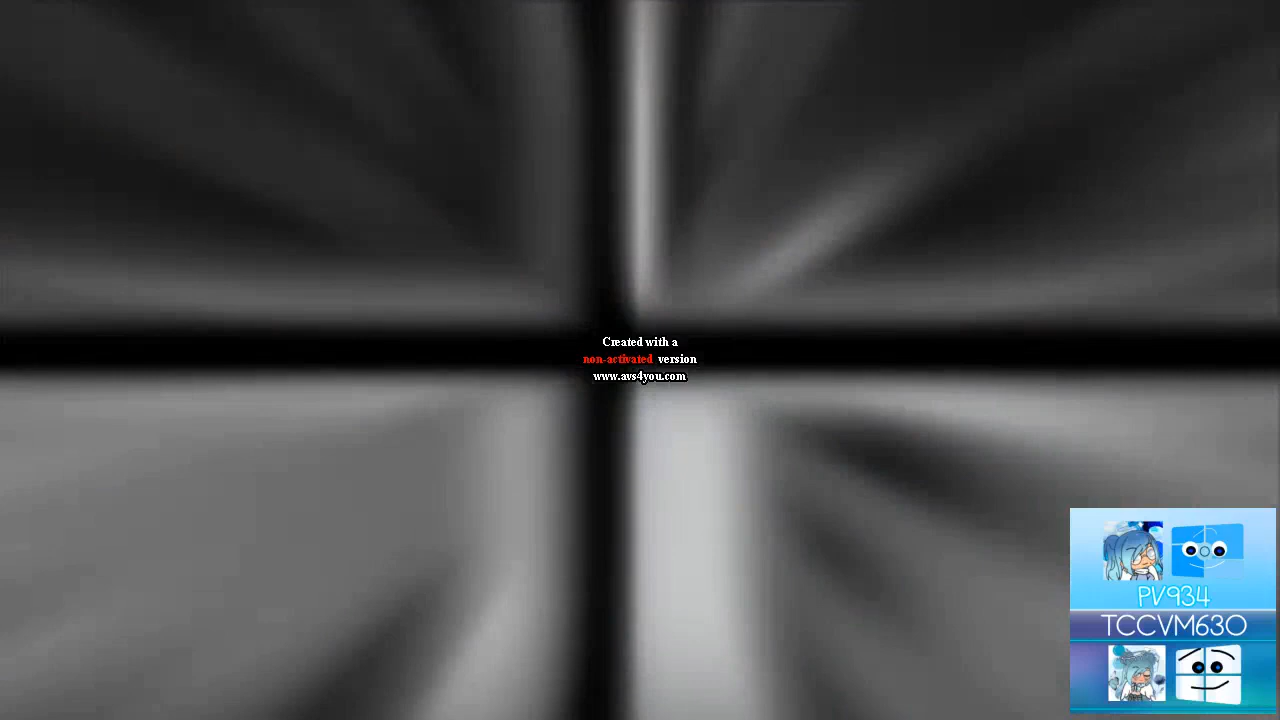 Created with a
non-activated version
www.avs4you.com
PV934
TCCVM630